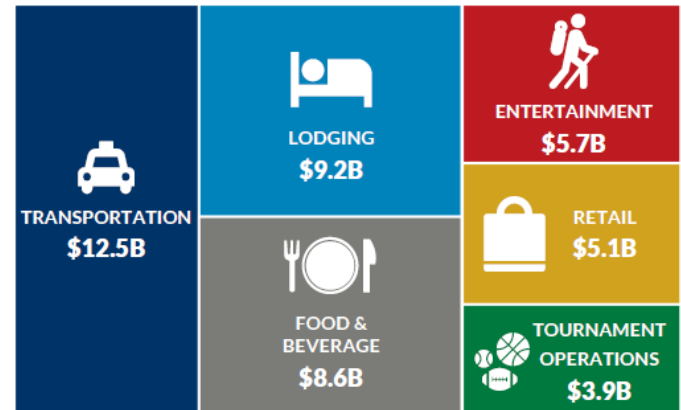 TRANSPORTATION
$12.5B
LODGING
$9.2B
FOOD &
BEVERAGE
$8.6B
ENTERTAINMENT
$5.7B
RETAIL
$5.1B
TOURNAMENT
OPERATIONS
$3.9B